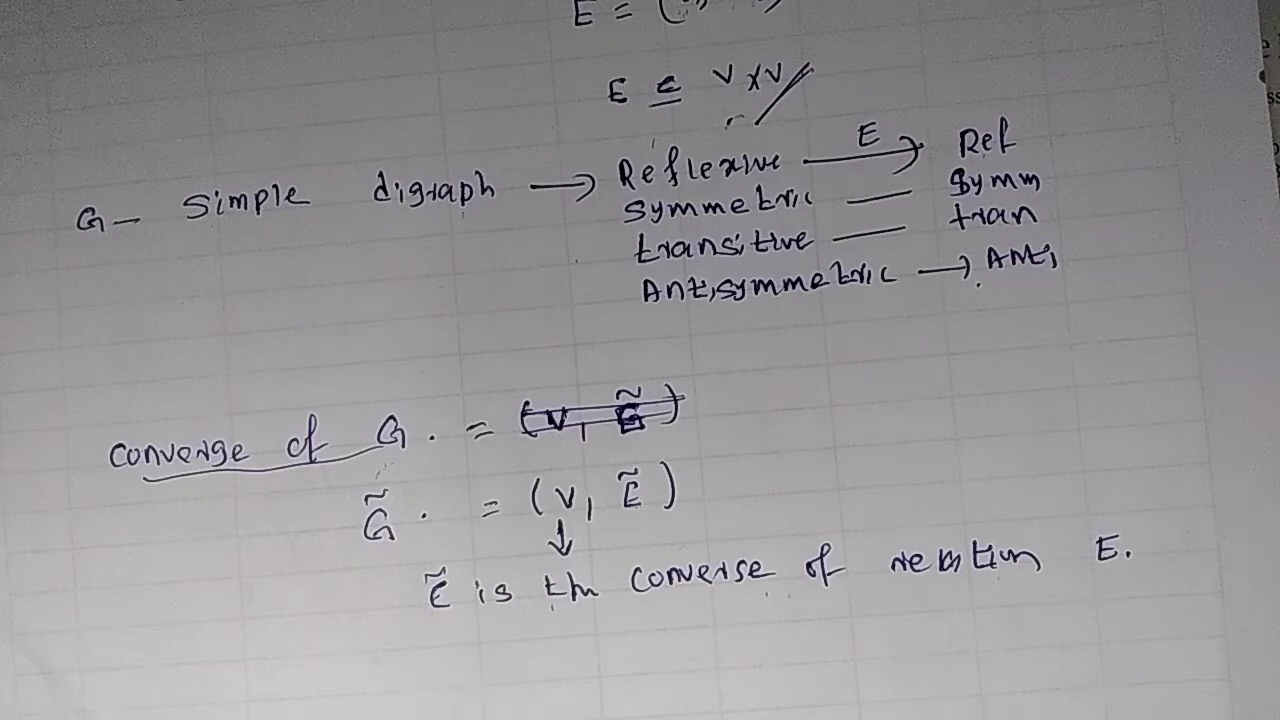 E =
E ⊆ V X V
G - Simple digraph → Reflexive E → Ref
Symmetric — Symm
transitive — tran
Antisymmetric → Anti
Converge of G. = (V, G̃)
G̃. = (V, Ẽ)
↓
Ẽ is the converse of relation E.